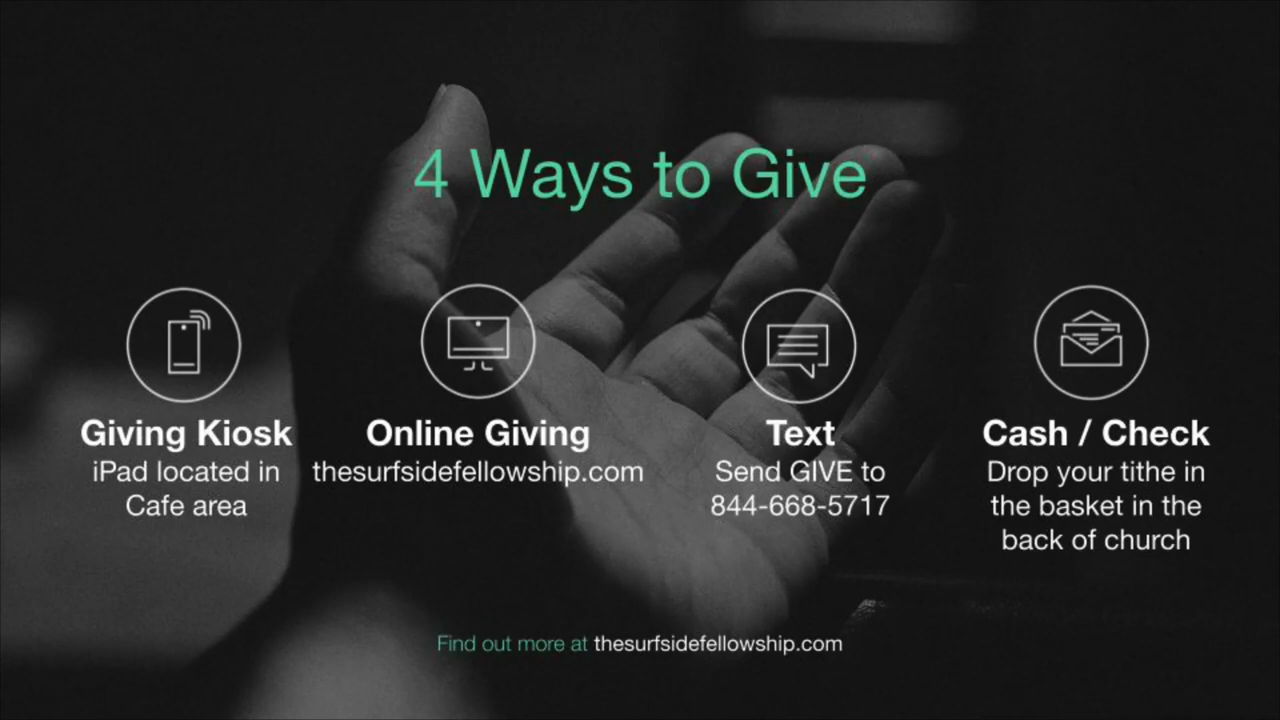 4 Ways to Give
Giving Kiosk
iPad located in
Cafe area
Online Giving
thesurfsidefellowship.com
Text
Send GIVE to
844-668-5717
Cash / Check
Drop your tithe in
the basket in the
back of church
Find out more at thesurfsidefellowship.com